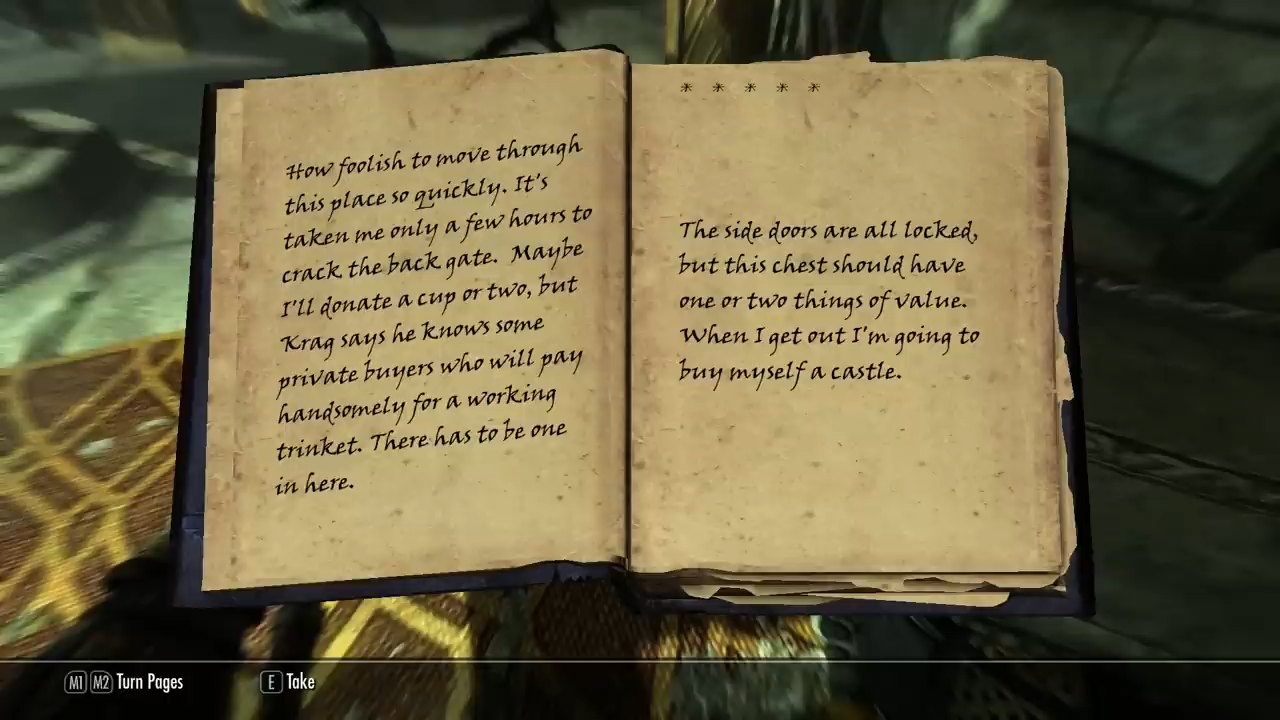 How foolish to move through
this place so quickly. It's
taken me only a few hours to
crack the back gate. Maybe
I'll donate a cup or two, but
Krag says he knows some
private buyers who will pay
handsomely for a working
trinket. There has to be one
in here.
* * * * *
The side doors are all locked,
but this chest should have
one or two things of value.
When I get out I'm going to
buy myself a castle.
M1 M2 Turn Pages
E Take